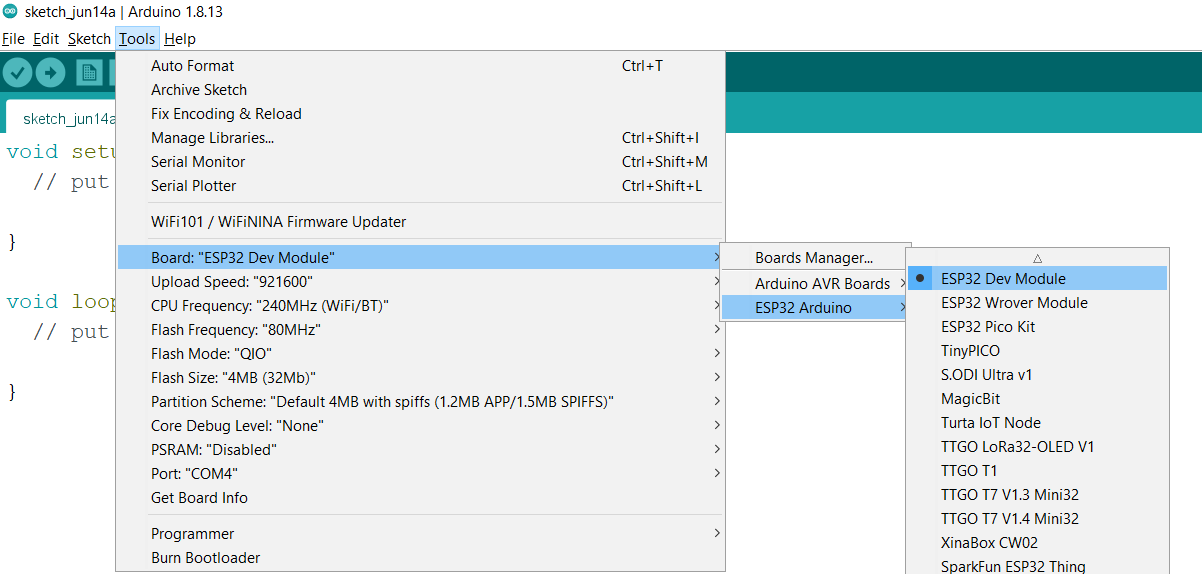 sketch_jun14a | Arduino 1.8.13
File Edit Sketch Tools Help
Auto Format Ctrl+T
Archive Sketch
Fix Encoding & Reload
Manage Libraries... Ctrl+Shift+I
Serial Monitor Ctrl+Shift+M
Serial Plotter Ctrl+Shift+L
WiFi101 / WiFiNINA Firmware Updater
Board: "ESP32 Dev Module"
Upload Speed: "921600"
CPU Frequency: "240MHz (WiFi/BT)"
Flash Frequency: "80MHz"
Flash Mode: "QIO"
Flash Size: "4MB (32Mb)"
Partition Scheme: "Default 4MB with spiffs (1.2MB APP/1.5MB SPIFFS)"
Core Debug Level: "None"
PSRAM: "Disabled"
Port: "COM4"
Get Board Info
Programmer
Burn Bootloader
Boards Manager...
Arduino AVR Boards
ESP32 Arduino
ESP32 Dev Module
ESP32 Wrover Module
ESP32 Pico Kit
TinyPICO
S.ODI Ultra v1
MagicBit
Turta IoT Node
TTGO LoRa32-OLED V1
TTGO T1
TTGO T7 V1.3 Mini32
TTGO T7 V1.4 Mini32
XinaBox CW02
SparkFun ESP32 Thing
sketch_jun14a
void setu
// put
}
void loop
// put
}